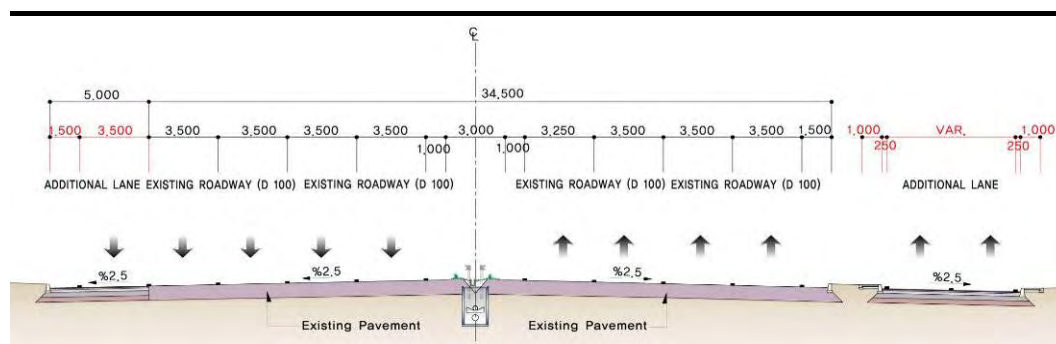 ℄
5,000 34,500
1,500 3,500 3,500 3,500 3,500 3,500 3,000 3,250 3,500 3,500 3,500 1,500 1,000 VAR. 1,000
1,000 1,000 250 250
ADDITIONAL LANE EXISTING ROADWAY (D 100) EXISTING ROADWAY (D 100) EXISTING ROADWAY (D 100) EXISTING ROADWAY (D 100) ADDITIONAL LANE
%2,5 %2,5 %2,5 %2,5
Existing Pavement Existing Pavement